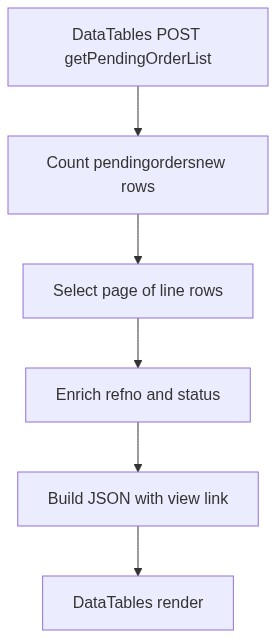 DataTables POST
getPendingOrderList
Count pendingordersnew
rows
Select page of line rows
Enrich refno and status
Build JSON with view link
DataTables render